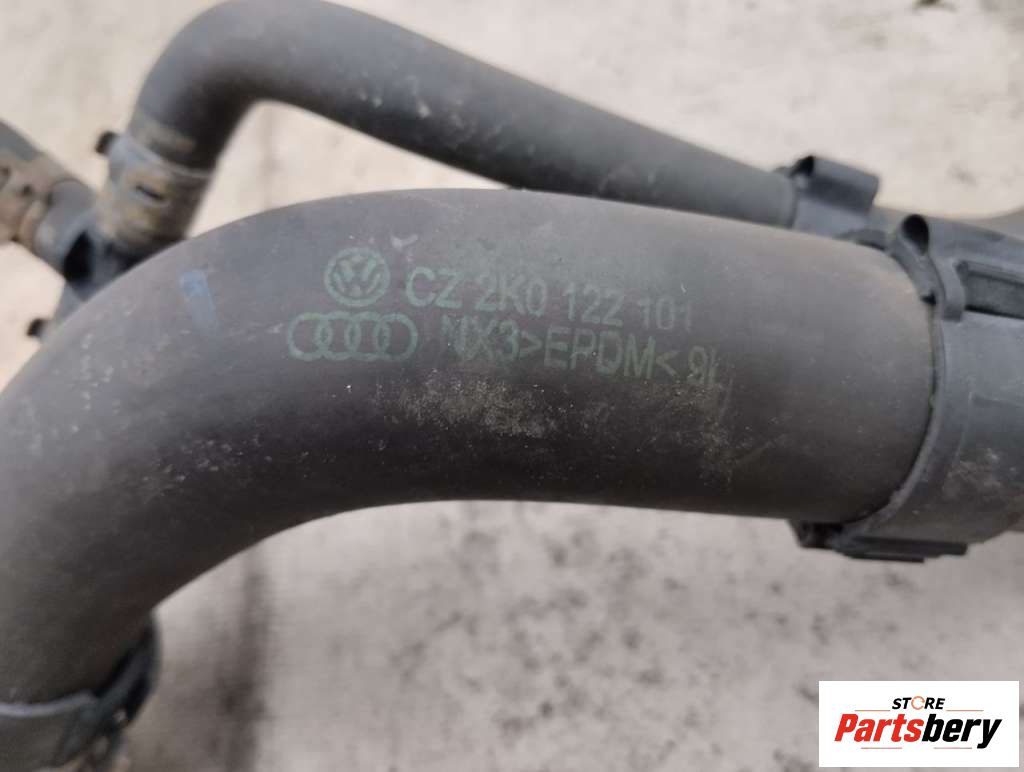 CZ 2K0 122 101
NX3>EPDM<
STORE
Partsbery